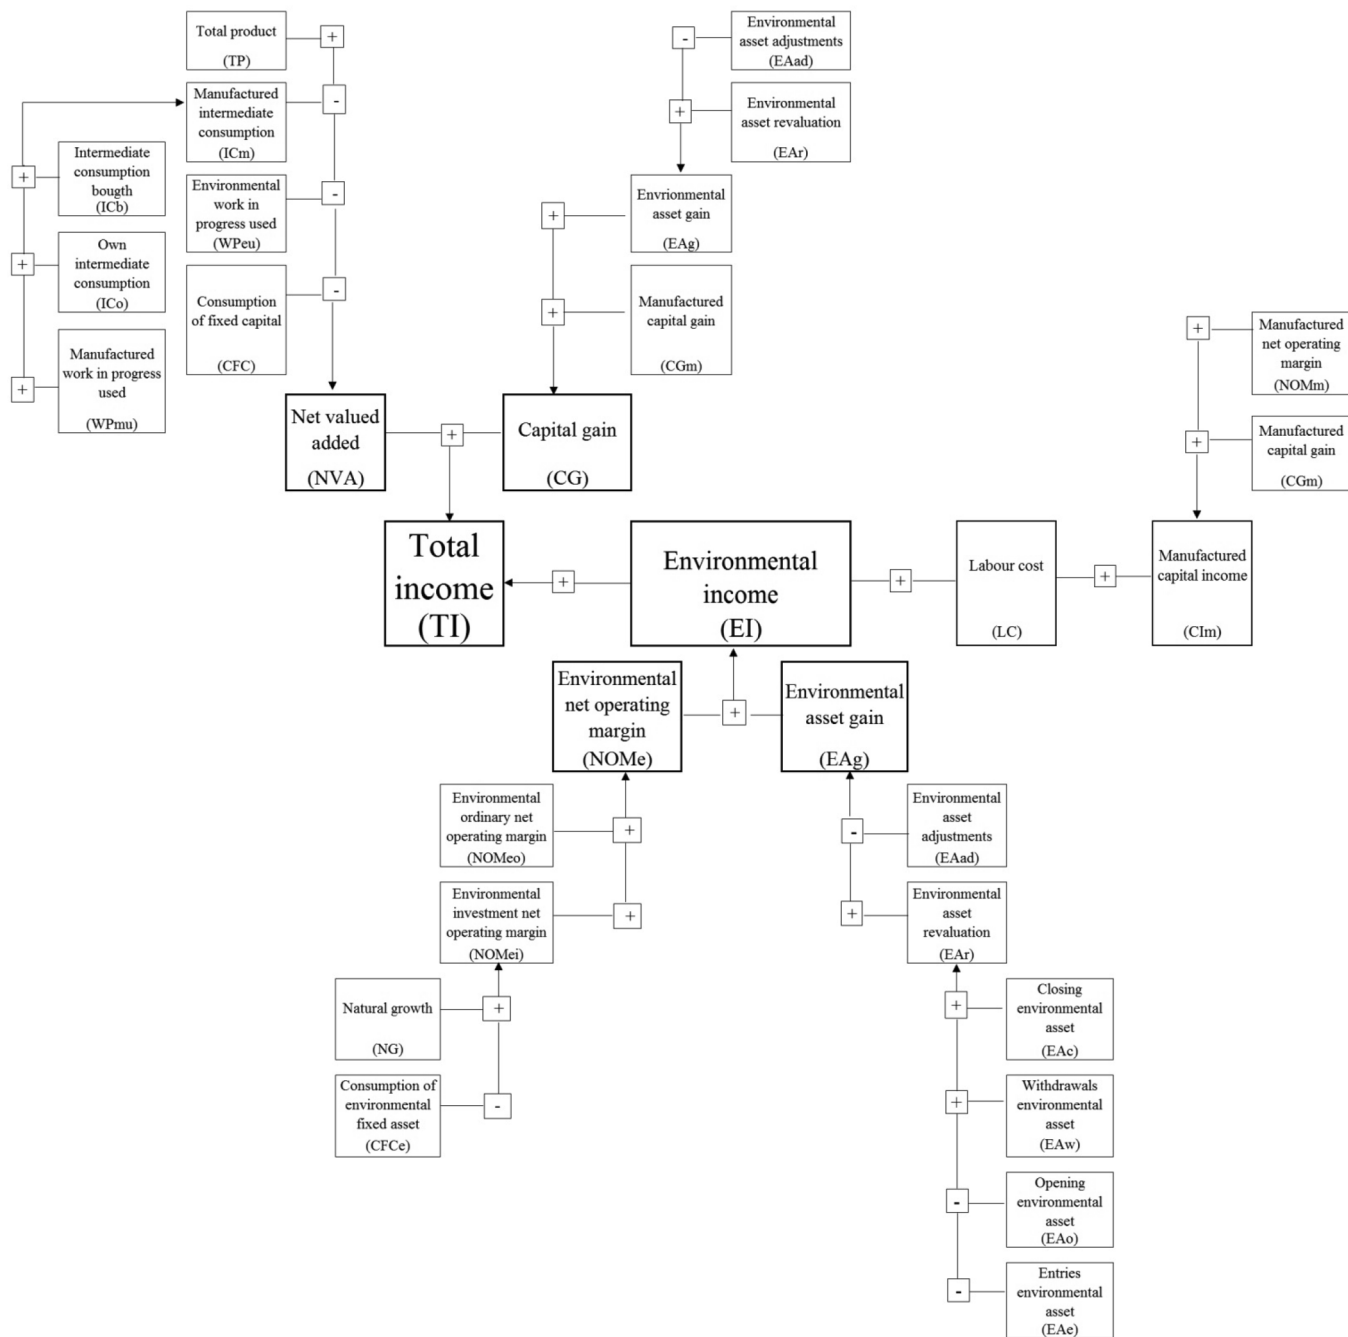 Total product
(TP)
+
Manufactured
intermediate
consumption
(ICm)
-
Intermediate
consumption
bougth
(ICb)
+
Environmental
work in
progress used
(WPeu)
-
Own
intermediate
consumption
(ICo)
+
Consumption
of fixed capital
(CFC)
-
Manufactured
work in progress
used
(WPmu)
+
Environmental
asset adjustments
(EAad)
-
Environmental
asset revaluation
(EAr)
+
Envrionmental
asset gain
(EAg)
+
Manufactured
capital gain
(CGm)
+
Net valued
added
(NVA)
+
Capital gain
(CG)
+
Manufactured
net operating
margin
(NOMm)
+
Manufactured
capital gain
(CGm)
Total
income
(TI)
+
Environmental
income
(EI)
+
Labour cost
(LC)
+
Manufactured
capital income
(CIm)
Environmental
net operating
margin
(NOMe)
+
Environmental
asset gain
(EAg)
Environmental
ordinary net
operating margin
(NOMeo)
+
Environmental
investment net
operating margin
(NOMei)
+
Natural growth
(NG)
+
Consumption of
environmental
fixed asset
(CFCe)
-
-
Environmental
asset
adjustments
(EAad)
+
Environmental
asset
revaluation
(EAr)
+
Closing
environmental
asset
(EAc)
+
Withdrawals
environmental
asset
(EAw)
-
Opening
environmental
asset
(EAo)
-
Entries
environmental
asset
(EAe)